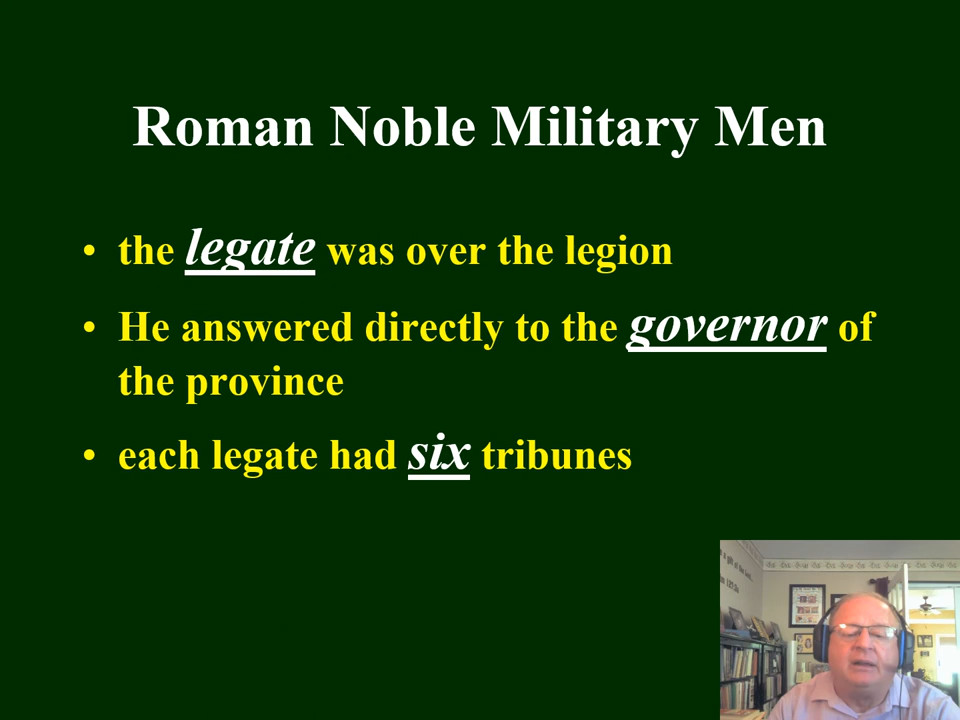 Roman Noble Military Men
• the legate was over the legion
• He answered directly to the governor of
the province
• each legate had six tribunes